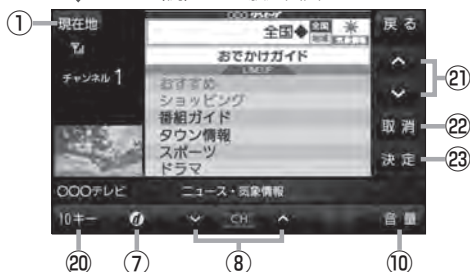 ①
現在地
全国◆
全国
地域
戻る
チャンネル 1
おでかけガイド
おすすめ
ショッピング
番組ガイド
タウン情報
スポーツ
ドラマ
㉑
取消
㉒
決定
㉓
〇〇〇テレビ
ニュース・気象情報
10キー
d
CH
音量
⑳
⑦
⑧
⑩